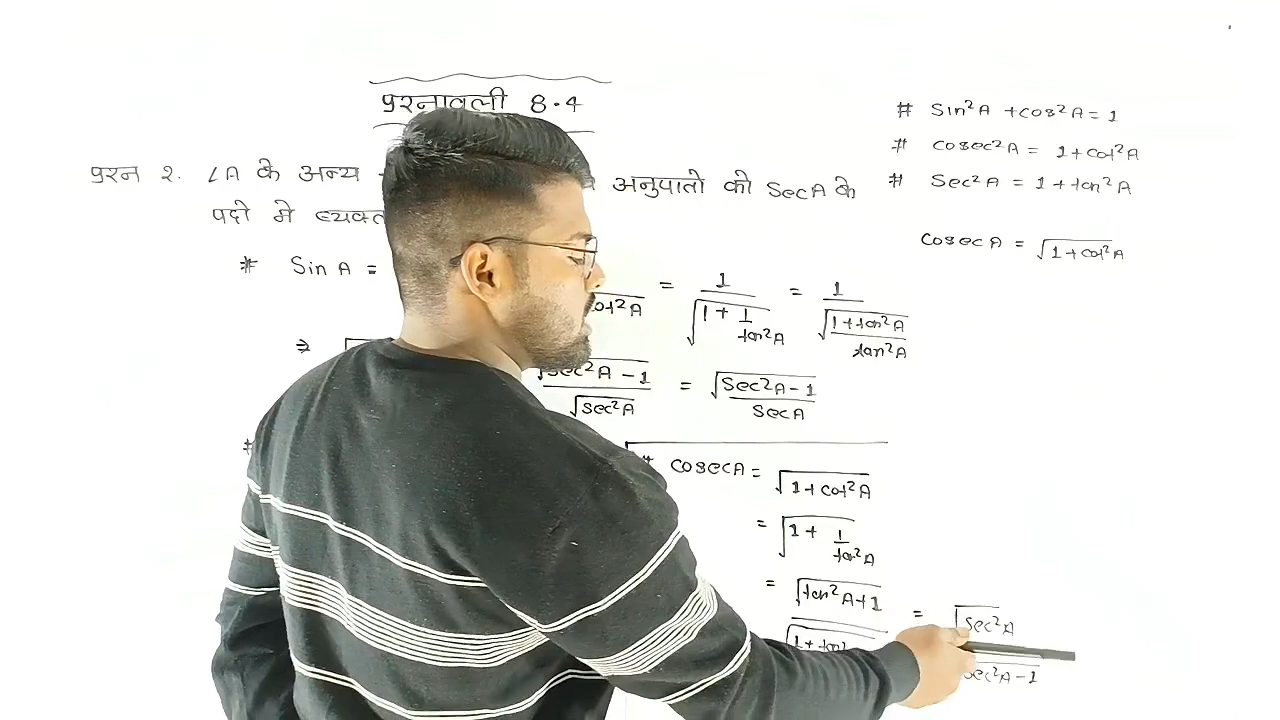 प्रश्नावली 8.4
# Sin²A + cos²A = 1
# cosec²A = 1 + cot²A
# Sec²A = 1 + tan²A
cosecA = √1+cot²A
प्रश्न 2. ∠A के अन्य अनुपातो को SecA के
पदो मे व्यक्त
* Sin A = cot²A = 1/√(1 + 1/tan²A) = 1/√((1+tan²A)/tan²A)
⇒ √sec²A − 1/√sec²A = √Sec²A − 1/SecA
# cosecA = √1+cot²A
= √(1 + 1/tan²A)
= √tan²A+1 = √Sec²A
sec²A − 1